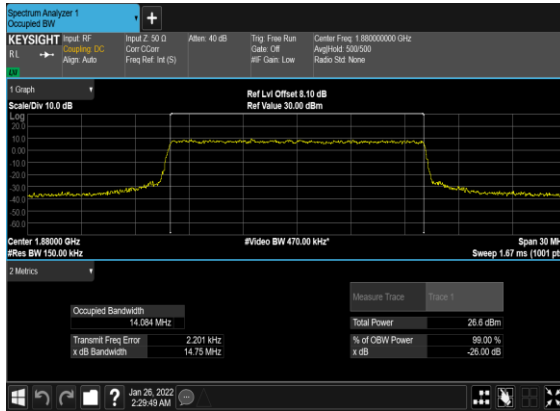 Spectrum Analyzer 1
Occupied BW
+
KEYSIGHT
RL
Input: RF
Coupling: DC
Align: Auto
Input Z: 50 Ω
Corr CCorr
Freq Ref: Int (S)
Atten: 40 dB
Trig: Free Run
Gate: Off
#IF Gain: Low
Center Freq: 1.880000000 GHz
Avg|Hold: 500/500
Radio Std: None
LV
1 Graph
Scale/Div 10.0 dB
Ref Lvl Offset 8.10 dB
Ref Value 30.00 dBm
Log
20.0
10.0
0.00
-10.0
-20.0
-30.0
-40.0
-50.0
-60.0
Center 1.88000 GHz
#Res BW 150.00 kHz
#Video BW 470.00 kHz*
Span 30 MH
Sweep 1.67 ms (1001 pts
2 Metrics
Measure Trace
Trace 1
Occupied Bandwidth
14.084 MHz
Total Power
26.6 dBm
Transmit Freq Error
2.201 kHz
% of OBW Power
99.00 %
x dB Bandwidth
14.75 MHz
x dB
-26.00 dB
?
Jan 26, 2022
2:29:49 AM